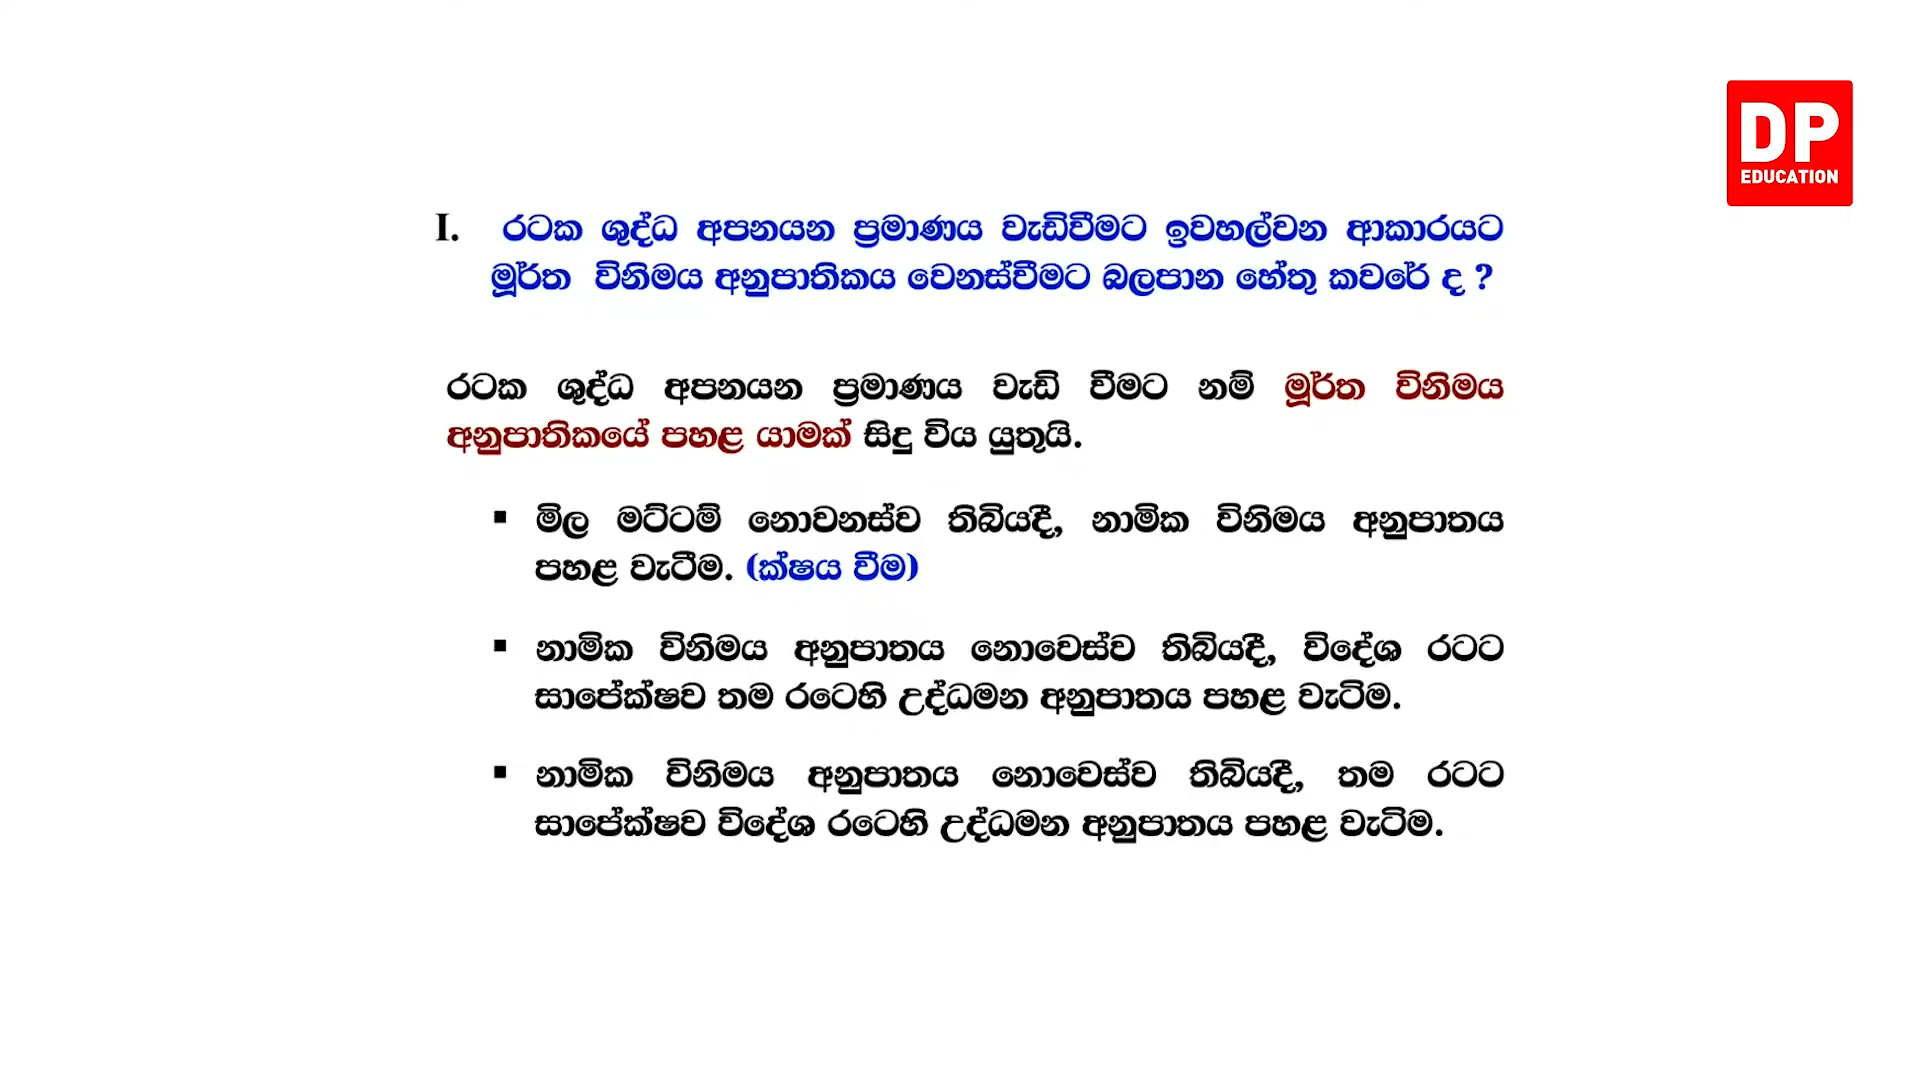 DP
EDUCATION
I. රටක ශුද්ධ අපනයන ප්‍රමාණය වැඩිවීමට ඉවහල්වන ආකාරයට
මූර්ත විනිමය අනුපාතිකය වෙනස්වීමට බලපාන හේතු කවරේ ද ?
රටක ශුද්ධ අපනයන ප්‍රමාණය වැඩි වීමට නම් මූර්ත විනිමය
අනුපාතිකයේ පහළ යාමක් සිදු විය යුතුයි.
▪ මිල මට්ටම් නොවනස්ව තිබියදී, නාමික විනිමය අනුපාතය
පහළ වැටීම. (ක්ෂය වීම)
▪ නාමික විනිමය අනුපාතය නොවෙස්ව තිබියදී, විදේශ රටට
සාපේක්ෂව තම රටෙහි උද්ධමන අනුපාතය පහළ වැටිම.
▪ නාමික විනිමය අනුපාතය නොවෙස්ව තිබියදී, තම රටට
සාපේක්ෂව විදේශ රටෙහි උද්ධමන අනුපාතය පහළ වැටිම.